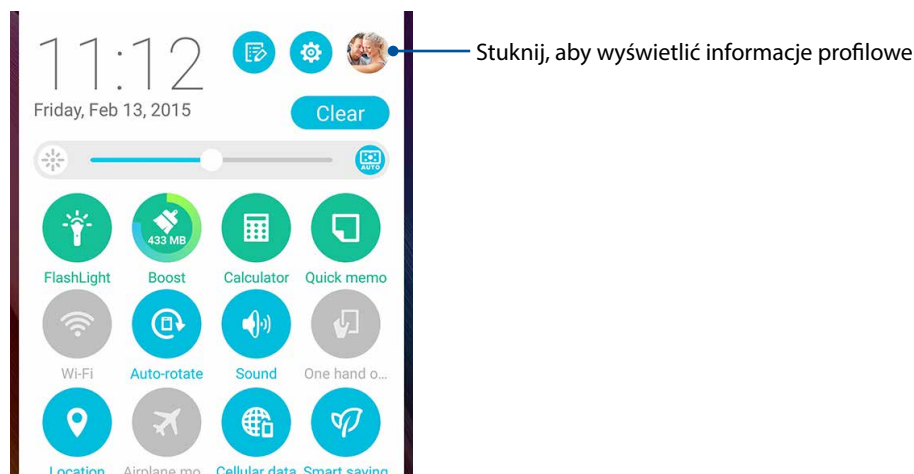 11:12
Stuknij, aby wyświetlić informacje profilowe
Friday, Feb 13, 2015
Clear
AUTO
433 MB
FlashLight Boost Calculator Quick memo
Wi-Fi Auto-rotate Sound One hand o...
Location Airplane mo... Cellular data Smart saving